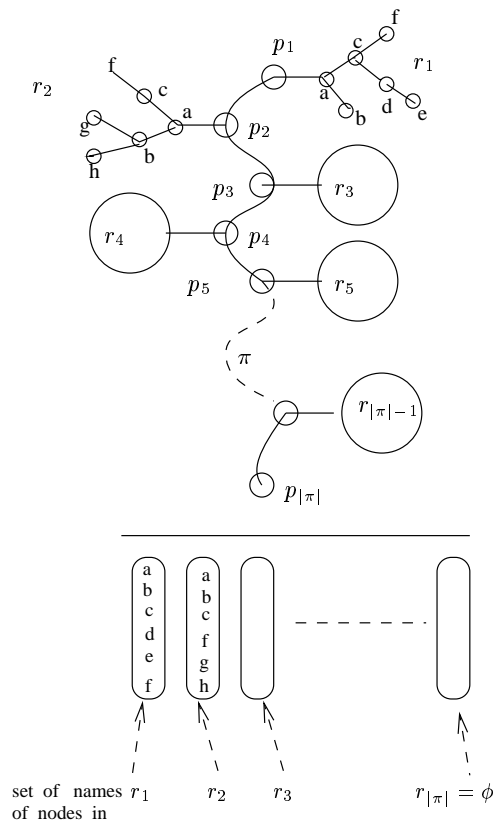 f
p₁
c
r₁
f
r₂
c
a
d
e
g
a
b
p₂
b
h
p₃
r₃
r₄
p₄
p₅
r₅
π
r|π|−1
p|π|
a
b
c
d
e
f
a
b
c
f
g
h
set of names r₁ r₂ r₃ r|π| = ϕ
of nodes in